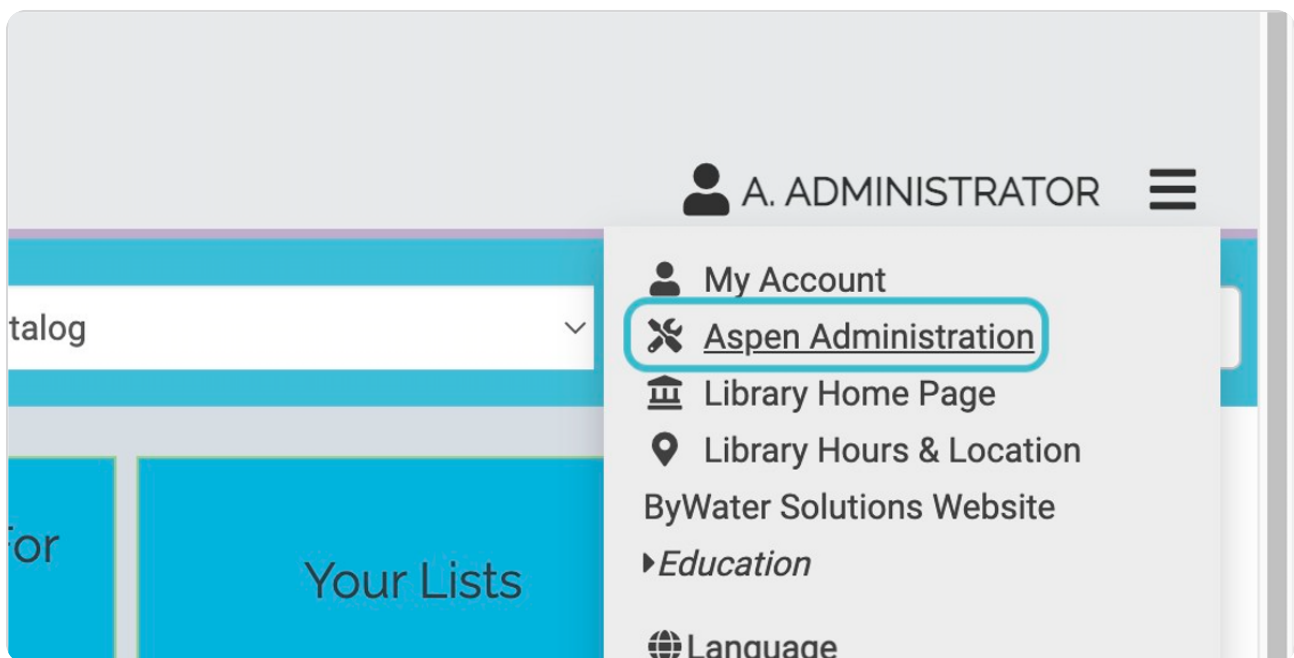 A. ADMINISTRATOR
My Account
talog
Aspen Administration
Library Home Page
Library Hours & Location
ByWater Solutions Website
or
Your Lists
Education
Language